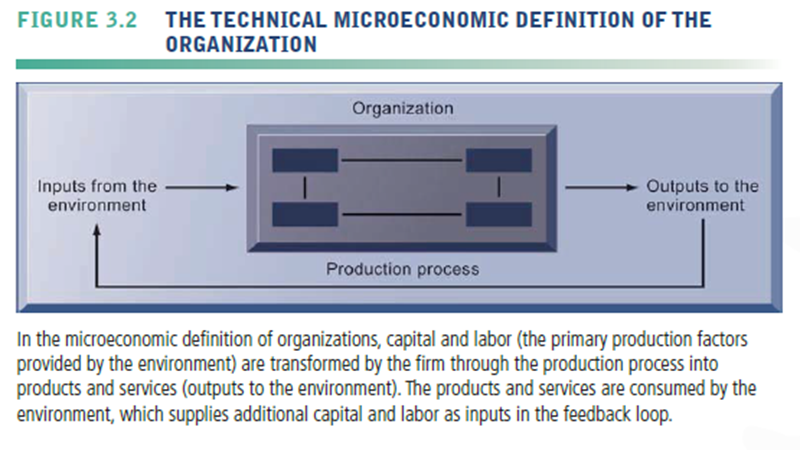 FIGURE 3.2 THE TECHNICAL MICROECONOMIC DEFINITION OF THE
ORGANIZATION
Organization
Inputs from the
environment
Outputs to the
environment
Production process
In the microeconomic definition of organizations, capital and labor (the primary production factors
provided by the environment) are transformed by the firm through the production process into
products and services (outputs to the environment). The products and services are consumed by the
environment, which supplies additional capital and labor as inputs in the feedback loop.